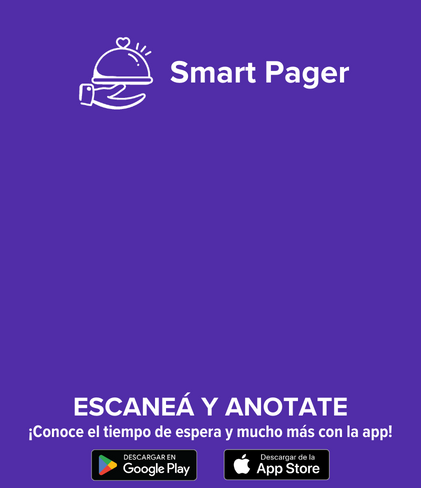 Smart Pager
ESCANEÁ Y ANOTATE
¡Conoce el tiempo de espera y mucho más con la app!
DESCARGAR EN
Google Play
Descargar de la
App Store